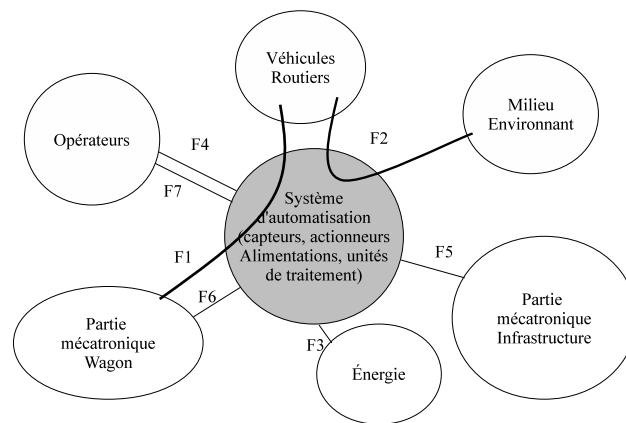 Véhicules
Routiers
Milieu
Environnant
Opérateurs
F4
F2
F7
Système
d'automatisation
(capteurs, actionneurs
Alimentations, unités
de traitement)
F1
F5
F6
Partie
mécatronique
Wagon
Partie
mécatronique
Infrastructure
F3
Énergie